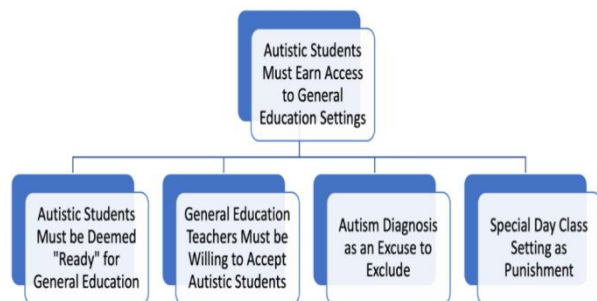 Autistic Students
Must Earn Access
to General
Education Settings
Autistic Students
Must be Deemed
"Ready" for
General Education
General Education
Teachers Must be
Willing to Accept
Autistic Students
Autism Diagnosis
as an Excuse to
Exclude
Special Day Class
Setting as
Punishment